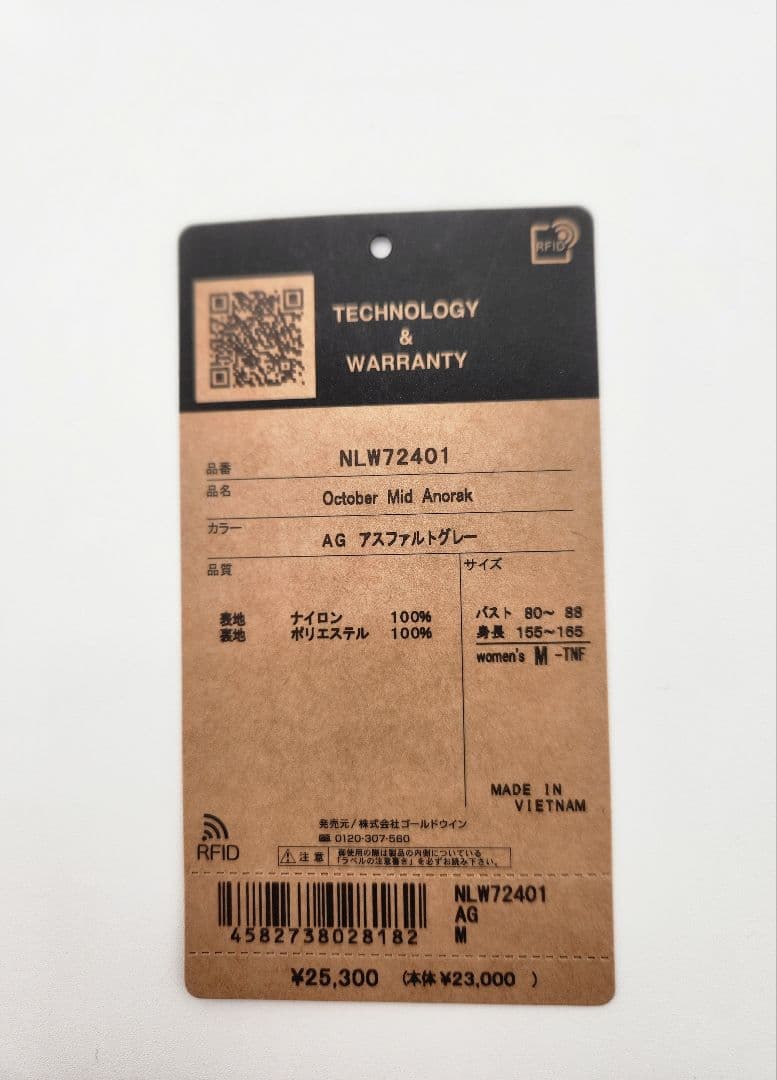 RFID
TECHNOLOGY
&
WARRANTY
品番 NLW72401
品名 October Mid Anorak
カラー AG アスファルトグレー
品質
表地 ナイロン 100%
裏地 ポリエステル 100%
サイズ
バスト 80～ 88
身長 155～165
women's M -TNF
MADE IN
VIETNAM
発売元/株式会社ゴールドウイン
0120-307-560
RFID
注意 御使用の際は製品の内側についている
「ラベルの注意書き」を必ずお読み下さい。
4582738028182
NLW72401
AG
M
¥25,300 (本体 ¥23,000 )